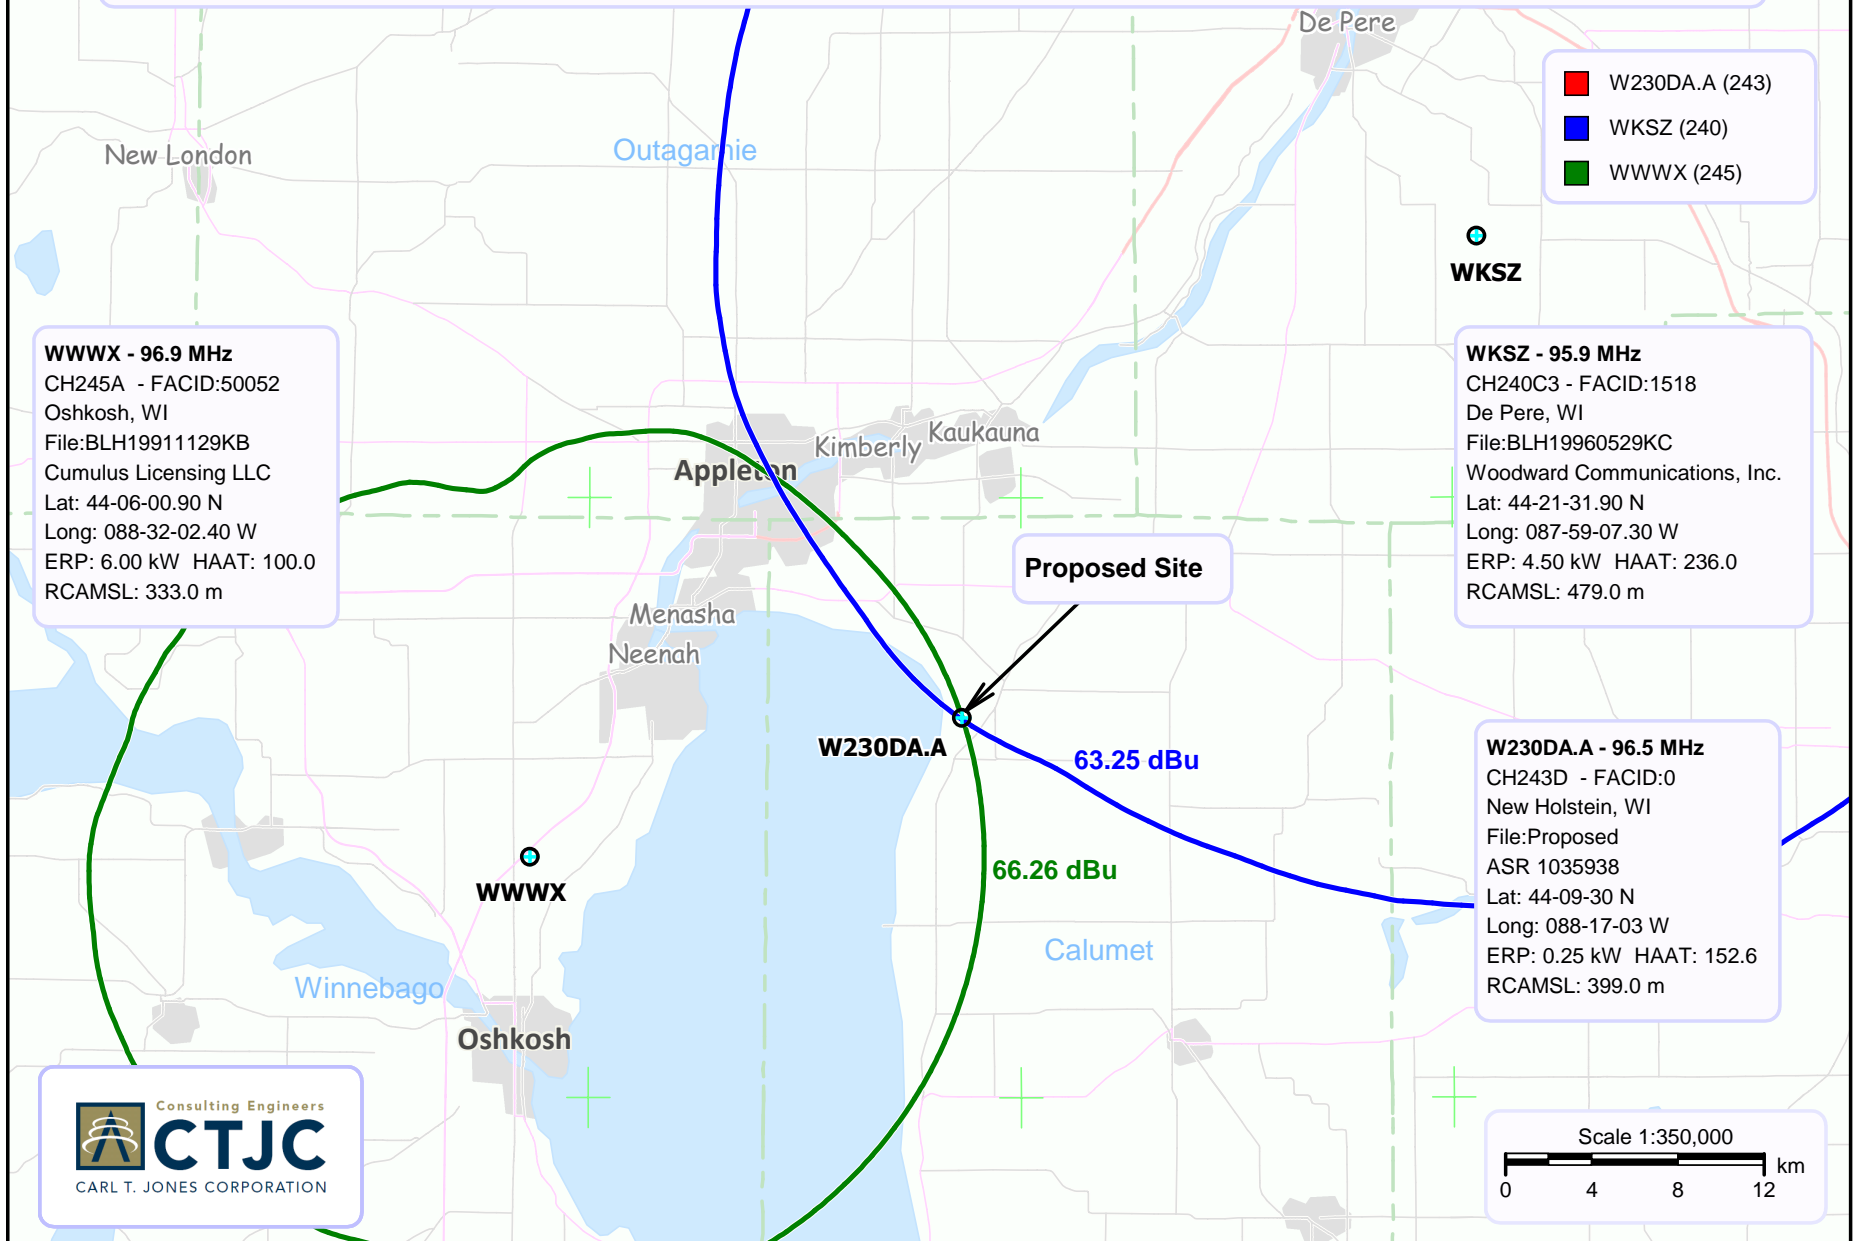 De Pere
W230DA.A (243)
WKSZ (240)
WWWX (245)
New London
Outagamie
WKSZ
WWWX - 96.9 MHz
CH245A - FACID:50052
Oshkosh, WI
File:BLH19911129KB
Cumulus Licensing LLC
Lat: 44-06-00.90 N
Long: 088-32-02.40 W
ERP: 6.00 kW HAAT: 100.0
RCAMSL: 333.0 m
WKSZ - 95.9 MHz
CH240C3 - FACID:1518
De Pere, WI
File:BLH19960529KC
Woodward Communications, Inc.
Lat: 44-21-31.90 N
Long: 087-59-07.30 W
ERP: 4.50 kW HAAT: 236.0
RCAMSL: 479.0 m
Kaukauna
Kimberly
Appleton
Proposed Site
Menasha
Neenah
W230DA.A
63.25 dBu
W230DA.A - 96.5 MHz
CH243D - FACID:0
New Holstein, WI
File:Proposed
ASR 1035938
Lat: 44-09-30 N
Long: 088-17-03 W
ERP: 0.25 kW HAAT: 152.6
RCAMSL: 399.0 m
66.26 dBu
WWWX
Calumet
Winnebago
Oshkosh
Consulting Engineers
CTJC
CARL T. JONES CORPORATION
Scale 1:350,000
km
0 4 8 12